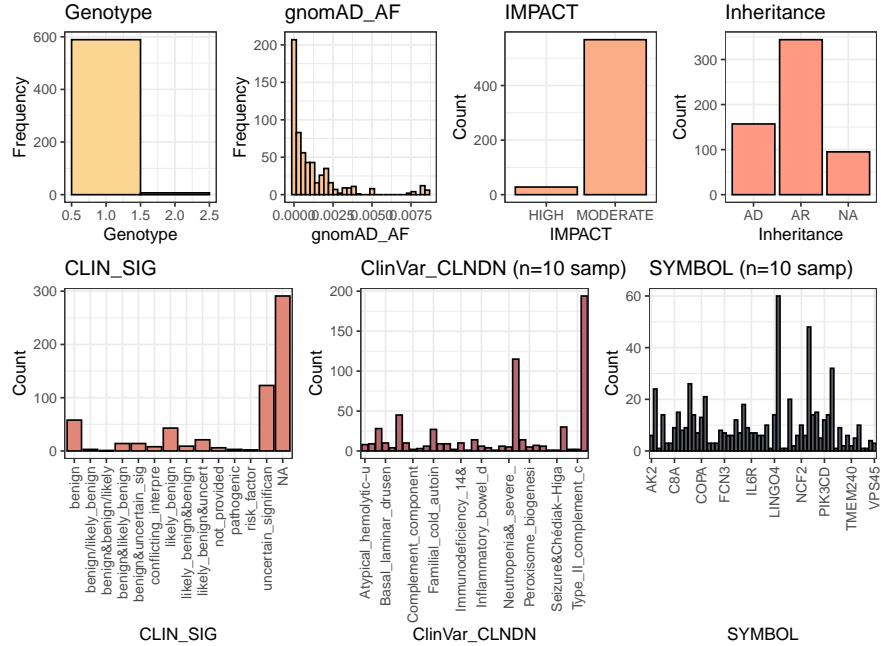 Genotype
gnomAD_AF
IMPACT
Inheritance
Frequency
600
400
200
0
0.5
1.0
1.5
2.0
2.5
Genotype
Frequency
200
150
100
50
0
0.0000
0.0025
0.0050
0.0075
gnomAD_AF
Count
400
200
0
HIGH
MODERATE
IMPACT
Count
300
200
100
0
AD
AR
NA
Inheritance
CLIN_SIG
ClinVar_CLNDN (n=10 samp)
SYMBOL (n=10 samp)
Count
300
200
100
0
benign
benign/likely_benign
benign&benign/likely
benign&likely_benign
benign&uncertain_sig
conflicting_interpre
likely_benign
likely_benign&benign
likely_benign&uncert
not_provided
pathogenic
risk_factor
uncertain_significan
NA
CLIN_SIG
Count
200
150
100
50
0
Atypical_hemolytic-u
Basal_laminar_drusen
Complement_component
Familial_cold_autoin
Immunodeficiency_14&
Inflammatory_bowel_d
Neutropenia&_severe_
Peroxisome_biogenesi
Seizure&Chédiak-Higa
Type_II_complement_c
ClinVar_CLNDN
Count
60
40
20
0
AK2
C8A
COPA
FCN3
IL6R
LINGO4
NCF2
PIK3CD
TMEM240
VPS45
SYMBOL